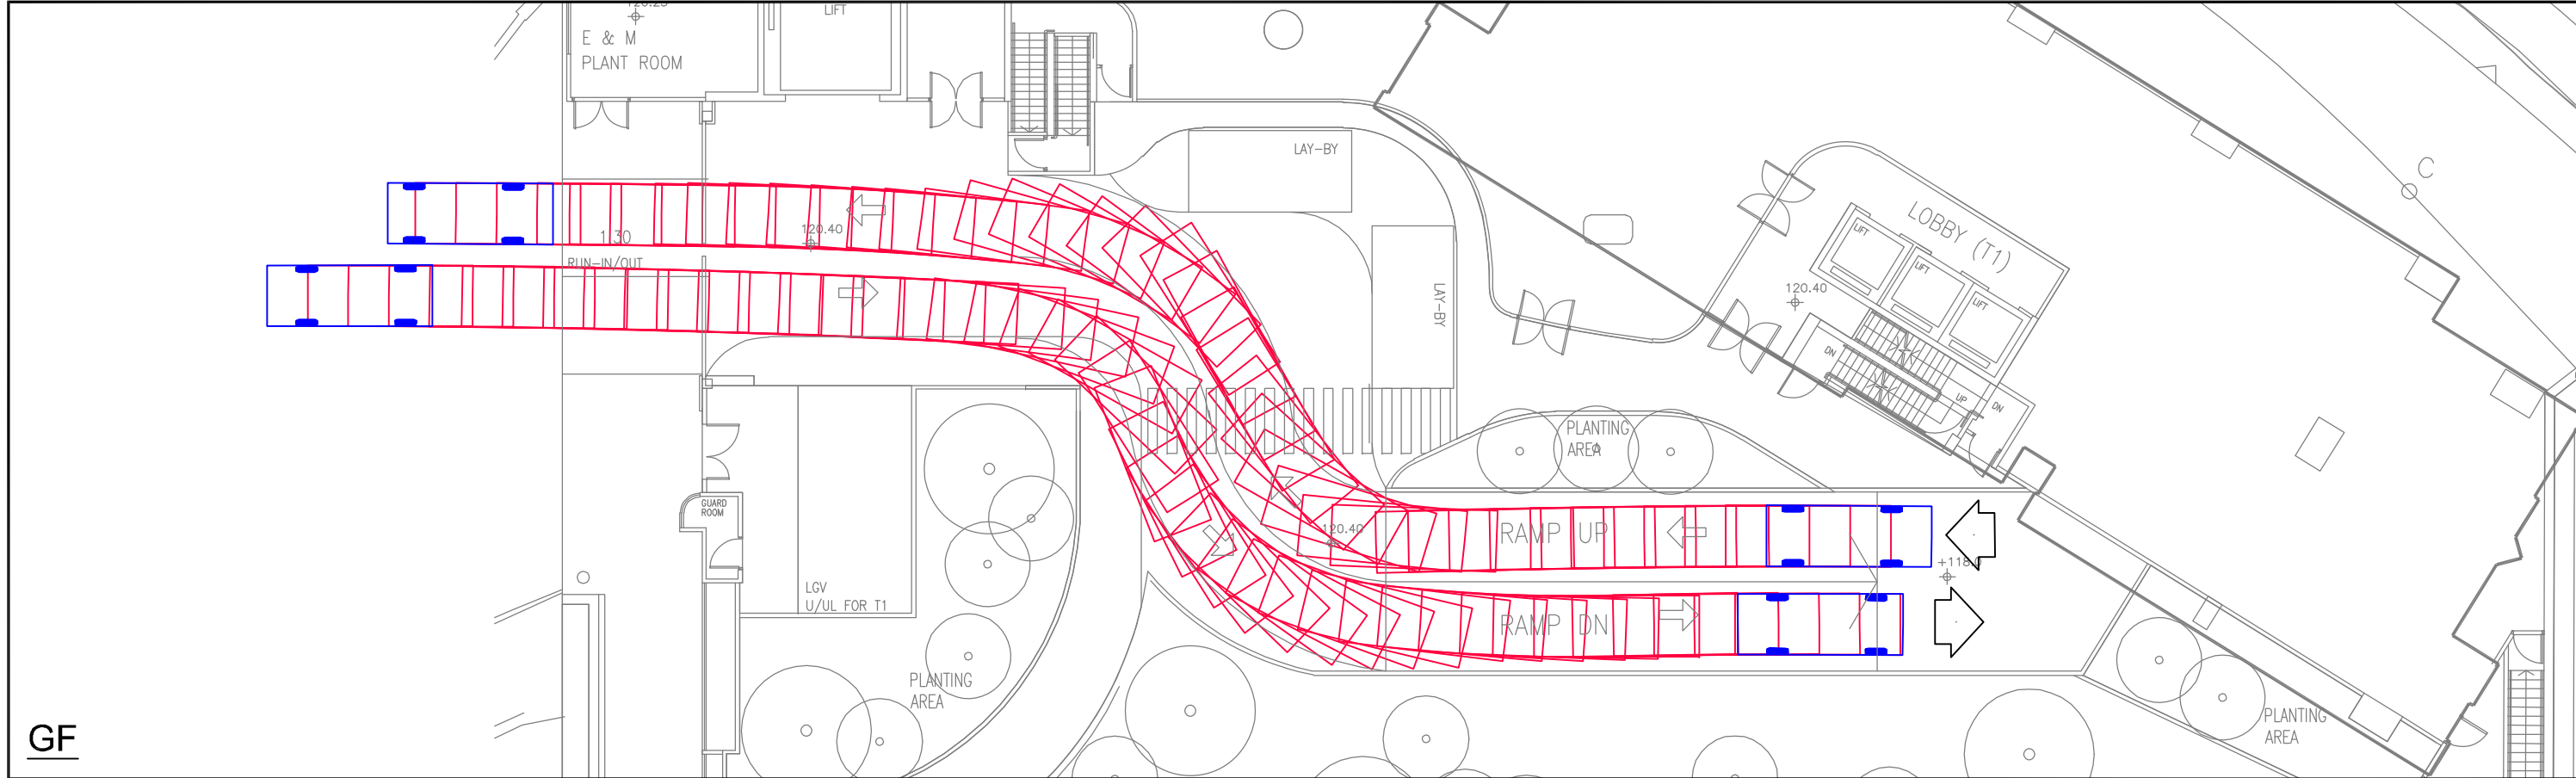 LIFT
E & M
PLANT ROOM
LAY-BY
C
LOBBY (T1)
LIFT
LIFT
LIFT
1:30
120.40
RUN-IN/OUT
LAY-BY
120.40
DN
UP
DN
PLANTING
AREA
GUARD
ROOM
120.40
RAMP UP
LGV
U/UL FOR T1
RAMP DN
PLANTING
AREA
PLANTING
AREA
GF